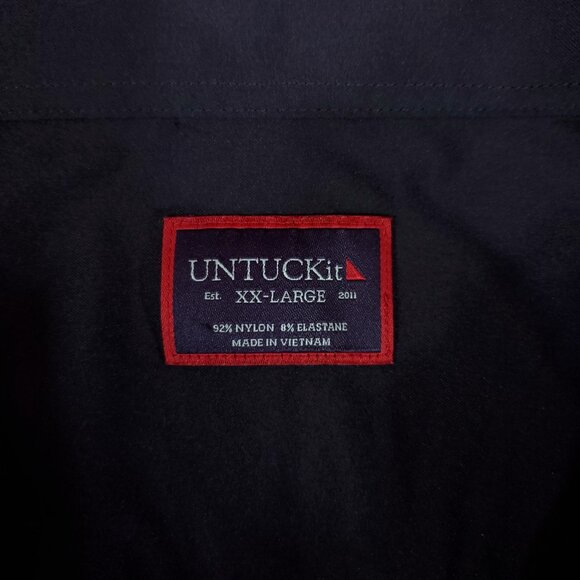 UNTUCKit
Est. XX-LARGE 2011
92% NYLON 8% ELASTANE
MADE IN VIETNAM